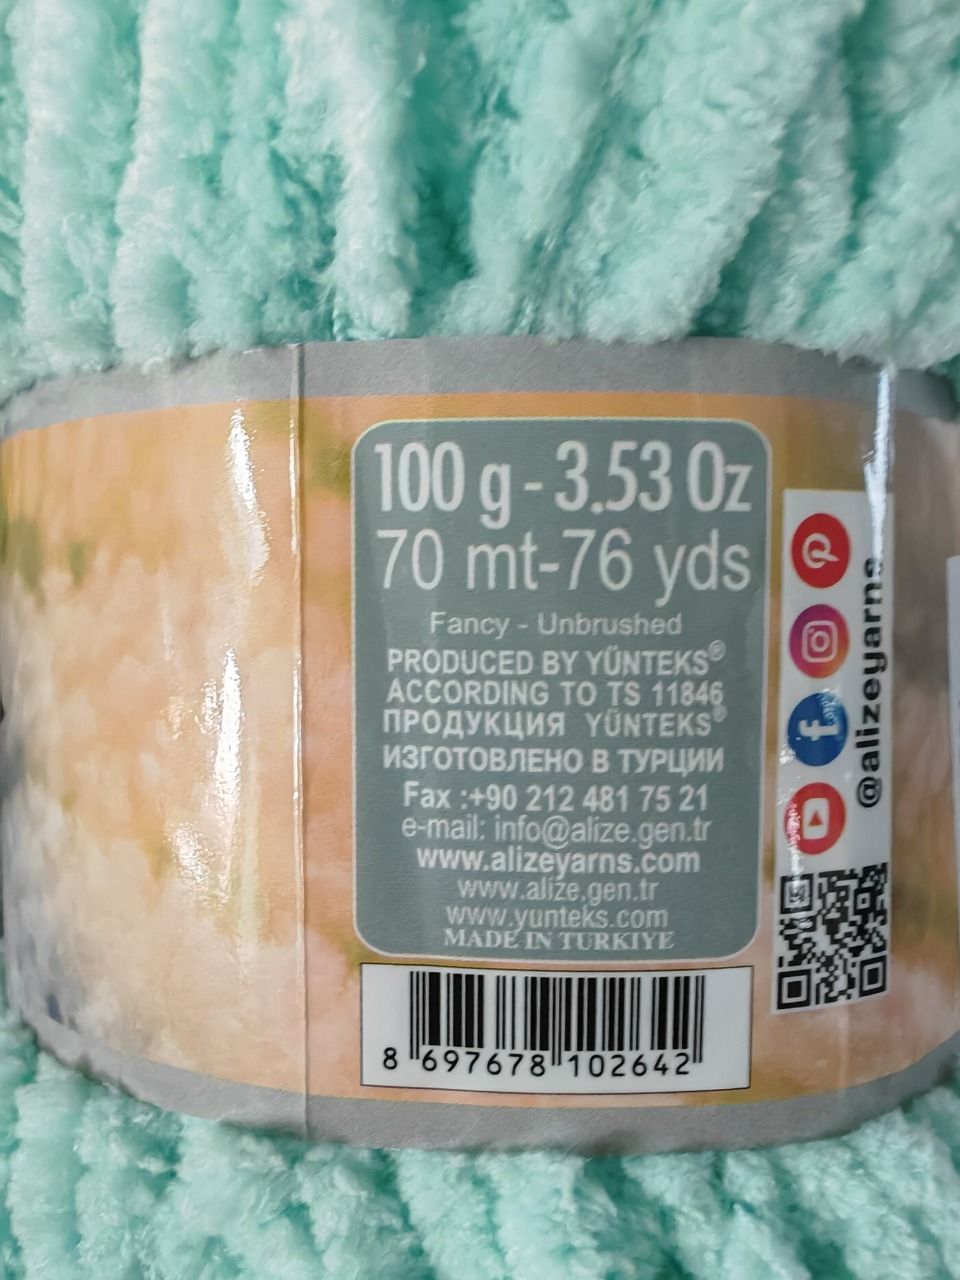 100 g - 3.53 Oz
70 mt-76 yds
Fancy - Unbrushed
PRODUCED BY YÜNTEKS®
ACCORDING TO TS 11846
ПРОДУКЦИЯ YÜNTEKS®
ИЗГОТОВЛЕНО В ТУРЦИИ
Fax :+90 212 481 75 21
e-mail: info@alize.gen.tr
www.alizeyarns.com
www.alize.gen.tr
www.yunteks.com
MADE IN TURKIYE
8 697678 102642
@alizeyarns